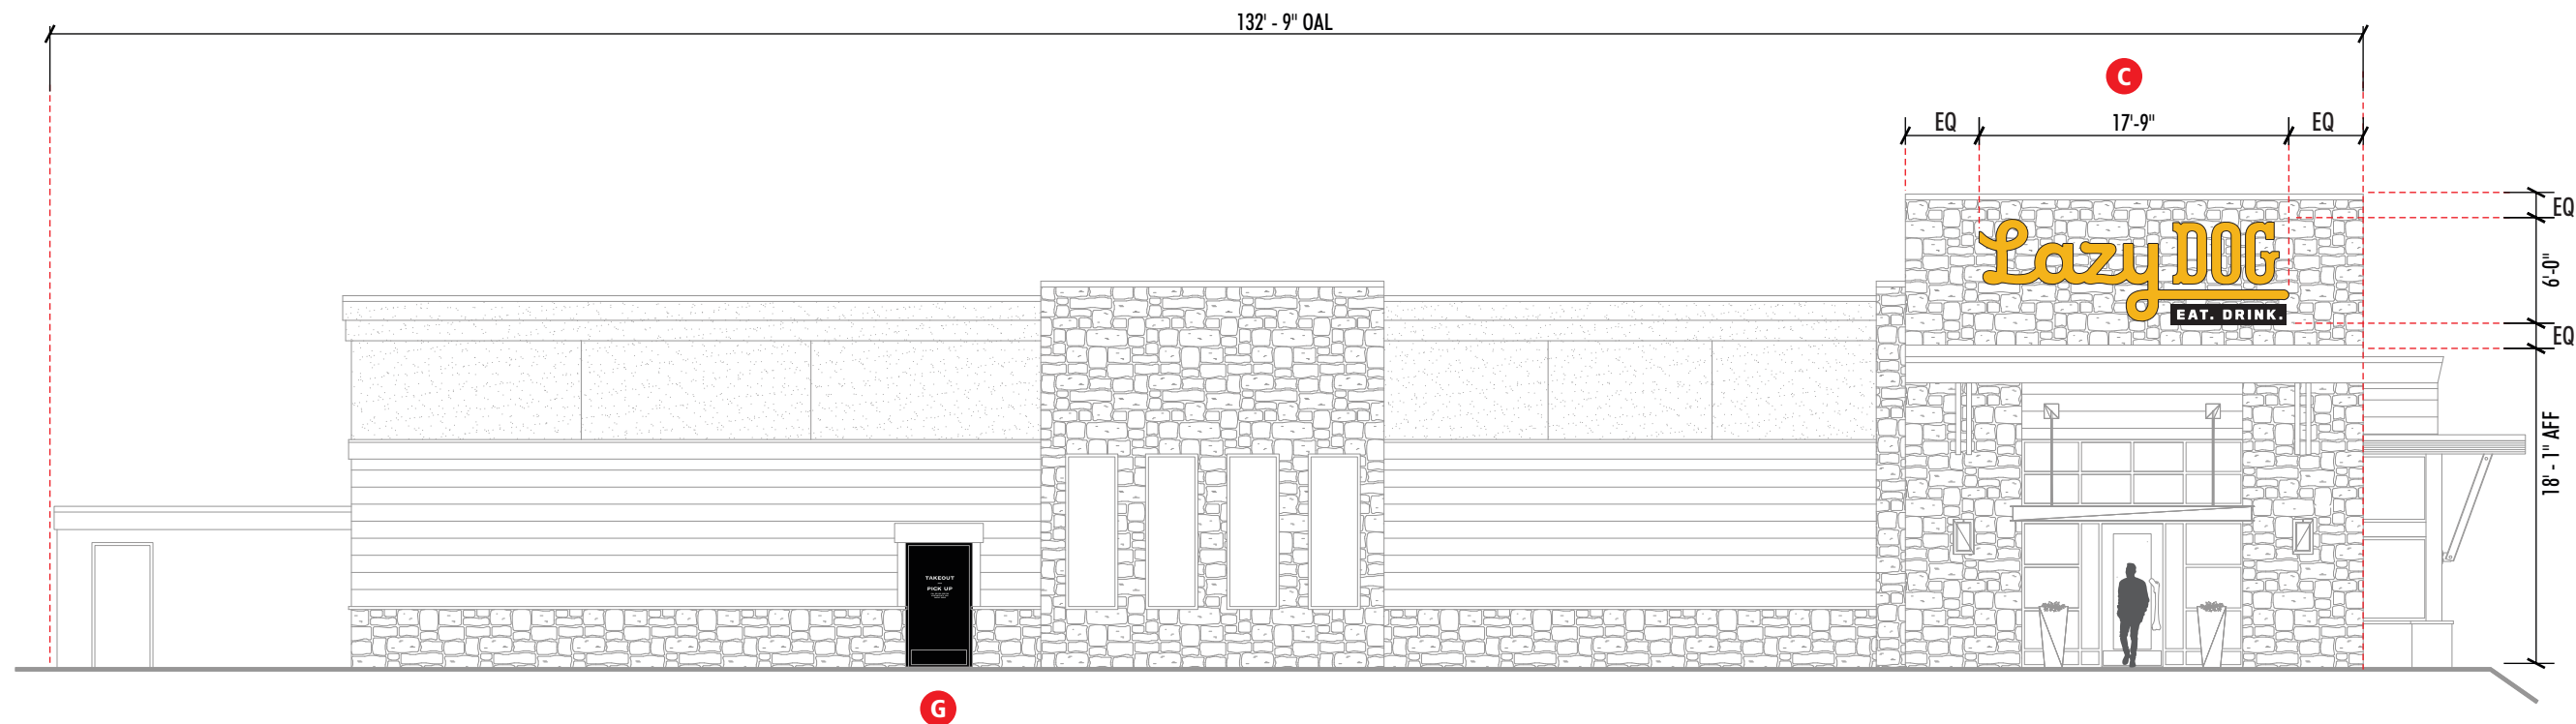 132' - 9" OAL
C
EQ
17'-9"
EQ
EQ
6'-0"
EQ
18' - 1" AFF
Lazy DOG
EAT. DRINK.
TAKEOUT
PICK UP
G